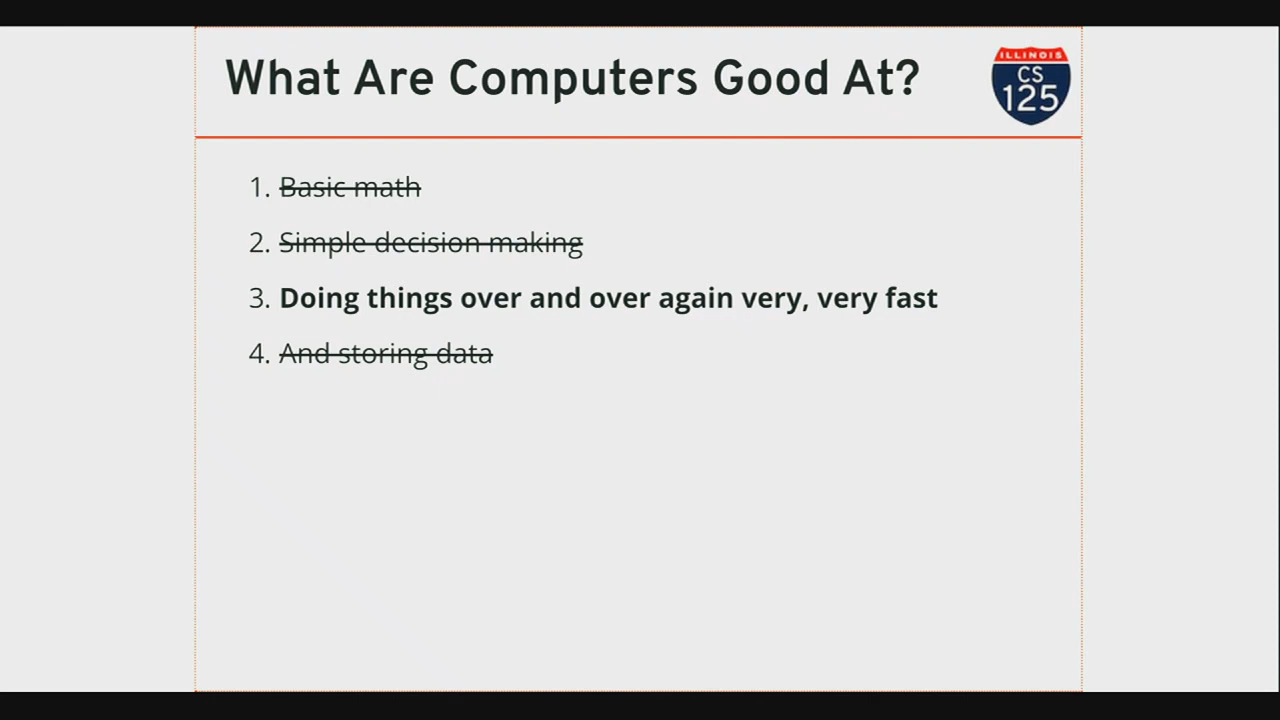 What Are Computers Good At?
ILLINOIS
CS
125
1. Basic math
2. Simple decision making
3. Doing things over and over again very, very fast
4. And storing data